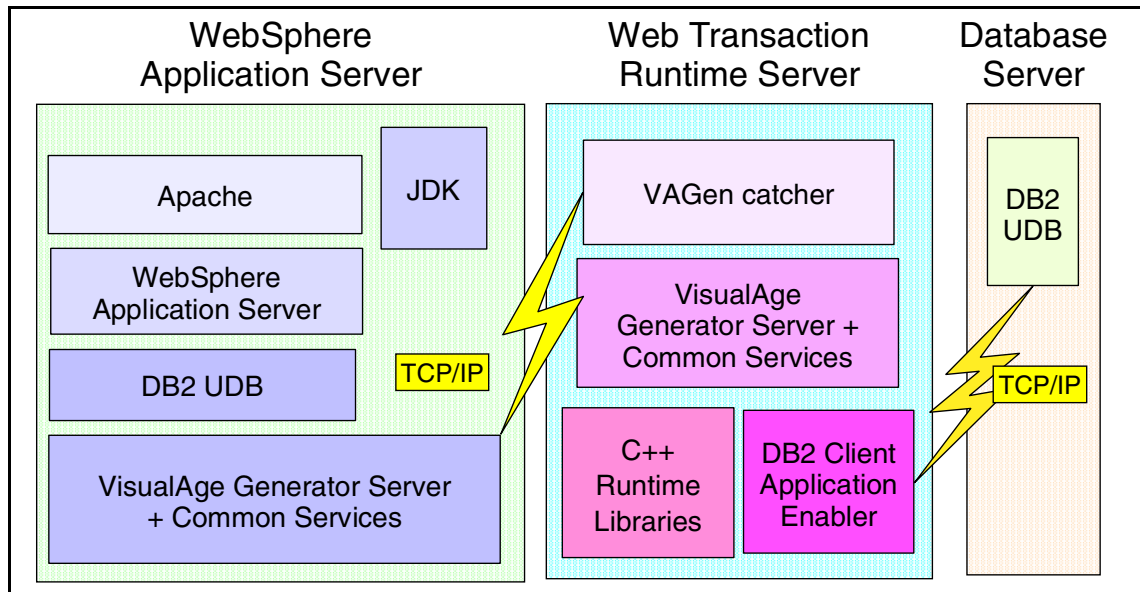 WebSphere
Application Server
Web Transaction
Runtime Server
Database
Server
Apache
JDK
WebSphere
Application Server
DB2 UDB
TCP/IP
VisualAge Generator Server
+ Common Services
VAGen catcher
VisualAge
Generator Server +
Common Services
C++
Runtime
Libraries
DB2 Client
Application
Enabler
DB2
UDB
TCP/IP